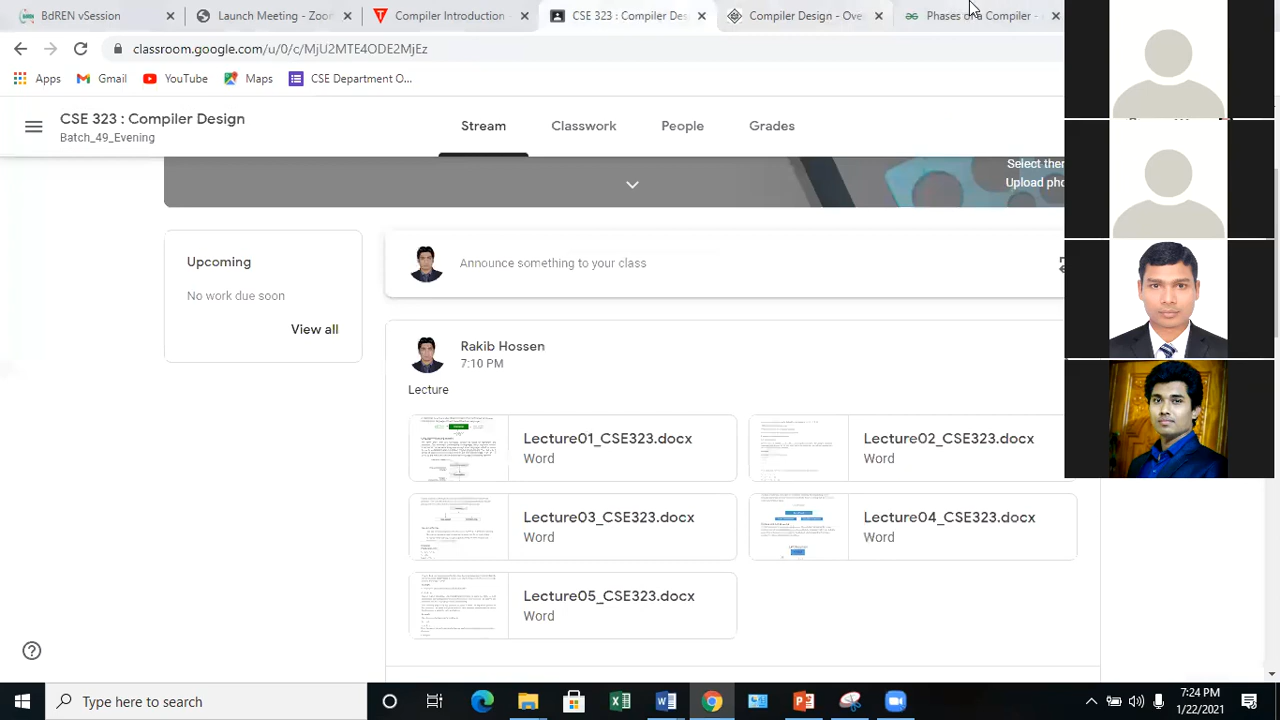 BdREN vSession
Launch Meeting - Zoom
Compiler Introduction
CSE 323 : Compiler Des
Compiler Design - Ove
Phases of a Compiler -
classroom.google.com/u/0/c/MjU2MTE4ODE2MjEz
Apps
Gmail
YouTube
Maps
CSE Department O...
CSE 323 : Compiler Design
Batch_49_Evening
Stream
Classwork
People
Grades
Select the
Upload pho
Upcoming
No work due soon
View all
Announce something to your class
Rakib Hossen
7:10 PM
Lecture
Lecture01_CSE323.docx
Word
Lecture02_CSE323.docx
Word
Lecture03_CSE323.docx
Word
Lecture04_CSE323.docx
Word
Lecture05_CSE323.docx
Word
Type here to search
7:24 PM
1/22/2021